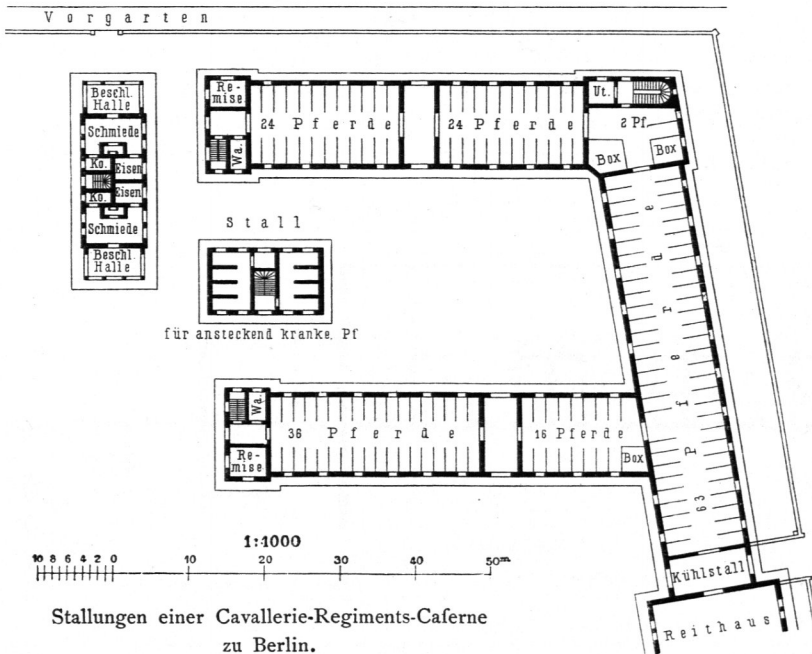 Vorgarten
Beschl.
Halle
Schmiede
Ko.
Eisen
Ko.
Eisen
Schmiede
Beschl.
Halle
Re-
mise
Wa.
24 Pferde
24 Pferde
Ut.
2 Pf.
Box
Box
63 Pferde
Stall
für ansteckend kranke Pf
Wa.
Re-
mise
36 Pferde
16 Pferde
Box
Kühlstall
Reithaus
1:1000
10 8 6 4 2 0 10 20 30 40 50m
Stallungen einer Cavallerie-Regiments-Caserne
zu Berlin.